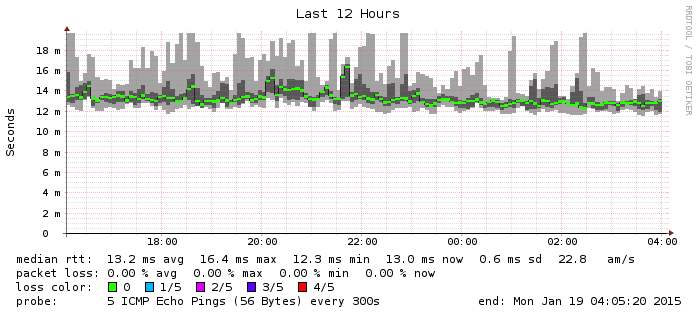 Last 12 Hours
RRDTOOL / TOBI OETIKER
Seconds
18 m
16 m
14 m
12 m
10 m
8 m
6 m
4 m
2 m
0
18:00 20:00 22:00 00:00 02:00 04:00
median rtt: 13.2 ms avg 16.4 ms max 12.3 ms min 13.0 ms now 0.6 ms sd 22.8 am/s
packet loss: 0.00 % avg 0.00 % max 0.00 % min 0.00 % now
loss color: 0 1/5 2/5 3/5 4/5
probe: 5 ICMP Echo Pings (56 Bytes) every 300s end: Mon Jan 19 04:05:20 2015